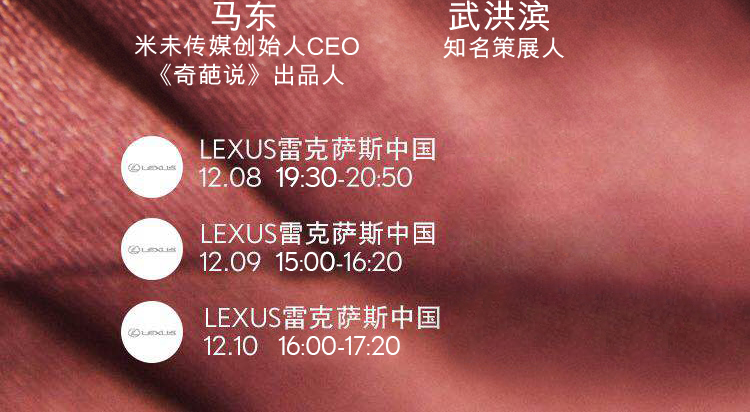 马东 武洪滨
米未传媒创始人CEO 知名策展人
《奇葩说》出品人
LEXUS雷克萨斯中国
LEXUS
12.08 19:30-20:50
LEXUS雷克萨斯中国
LEXUS
12.09 15:00-16:20
LEXUS雷克萨斯中国
LEXUS
12.10 16:00-17:20